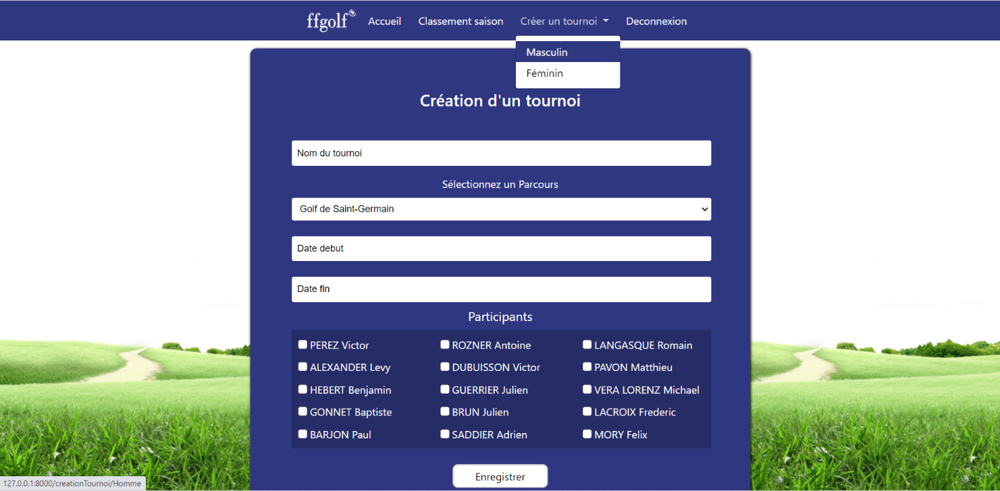 ffgolf Accueil Classement saison Créer un tournoi Deconnexion
Masculin
Féminin
Création d'un tournoi
Nom du tournoi
Sélectionnez un Parcours
Golf de Saint-Germain
Date debut
Date fin
Participants
PEREZ Victor ROZNER Antoine LANGASQUE Romain
ALEXANDER Levy DUBUISSON Victor PAVON Matthieu
HEBERT Benjamin GUERRIER Julien VERA LORENZ Michael
GONNET Baptiste BRUN Julien LACROIX Frederic
BARJON Paul SADDIER Adrien MORY Felix
Enregistrer
127.0.0.1:8000/creationTournoi/Homme